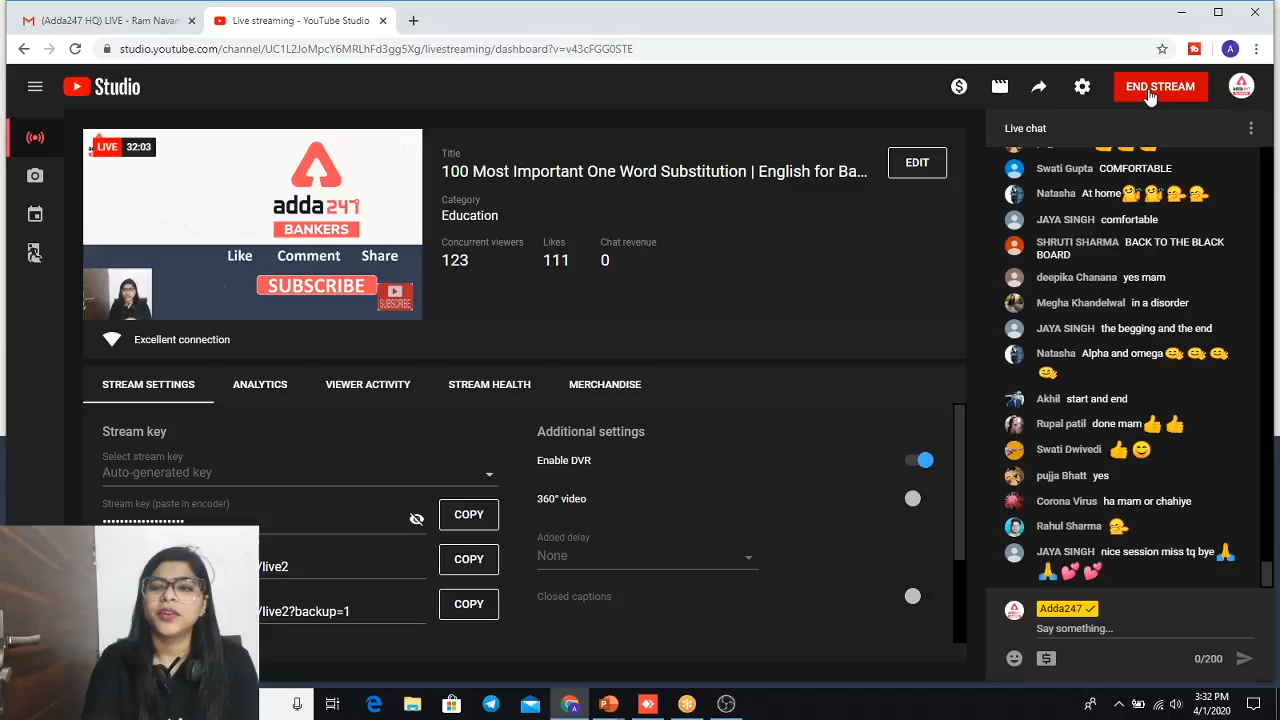 (Adda247 HQ) LIVE - Ram Navam
Live streaming - YouTube Studio
studio.youtube.com/channel/UC1L2JoMpcY6MRLhFd3gg5Xg/livestreaming/dashboard?v=v43cFGG0STE
A
Studio
END STREAM
LIVE 32:03
adda247
BANKERS
Like Comment Share
SUBSCRIBE
SUBSCRIBE
Excellent connection
Title
100 Most Important One Word Substitution | English for Ba...
EDIT
Category
Education
Concurrent viewers Likes Chat revenue
123 111 0
STREAM SETTINGS ANALYTICS VIEWER ACTIVITY STREAM HEALTH MERCHANDISE
Stream key
Select stream key
Auto-generated key
Stream key (paste in encoder)
•••••••••••••••••••
COPY
/live2
COPY
/live2?backup=1
COPY
Additional settings
Enable DVR
360° video
Added delay
None
Closed captions
Live chat
Swati Gupta COMFORTABLE
Natasha At home🥰🥰🤙🤙
JAYA SINGH comfortable
SHRUTI SHARMA BACK TO THE BLACK
BOARD
deepika Chanana yes mam
Megha Khandelwal in a disorder
JAYA SINGH the begging and the end
Natasha Alpha and omega🥰🥰🥰
🥰
Akhil start and end
Rupal patil done mam👍👍
Swati Dwivedi 👍😊
pujja Bhatt yes
Corona Virus ha mam or chahiye
Rahul Sharma
JAYA SINGH nice session miss tq bye🙏
🙏💕💕
Adda247
Say something...
0/200
3:32 PM
4/1/2020